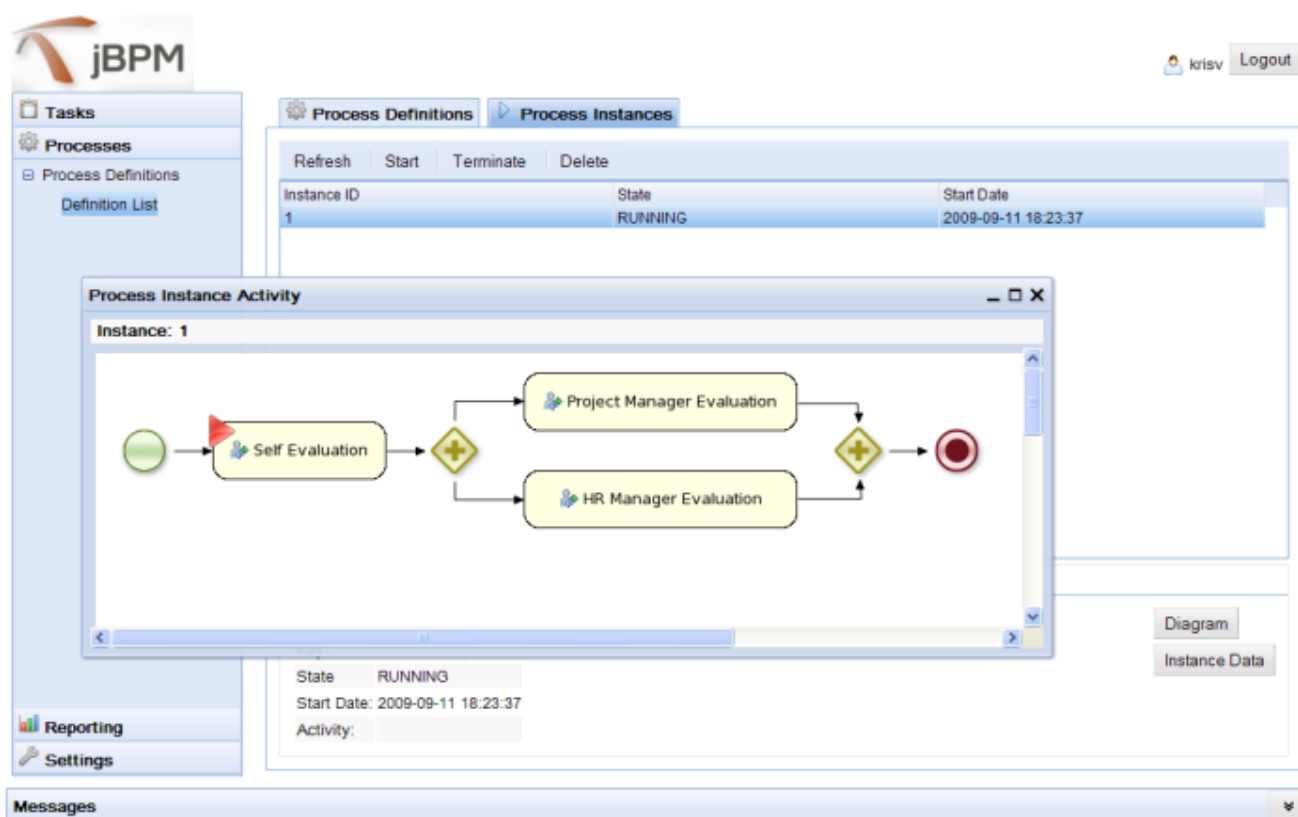 jBPM
krisv Logout
Tasks
Processes
Process Definitions
Definition List
Process Definitions Process Instances
Refresh Start Terminate Delete
Instance ID State Start Date
1 RUNNING 2009-09-11 18:23:37
Process Instance Activity
Instance: 1
Self Evaluation
Project Manager Evaluation
HR Manager Evaluation
Diagram
Instance Data
State RUNNING
Start Date: 2009-09-11 18:23:37
Activity:
Reporting
Settings
Messages